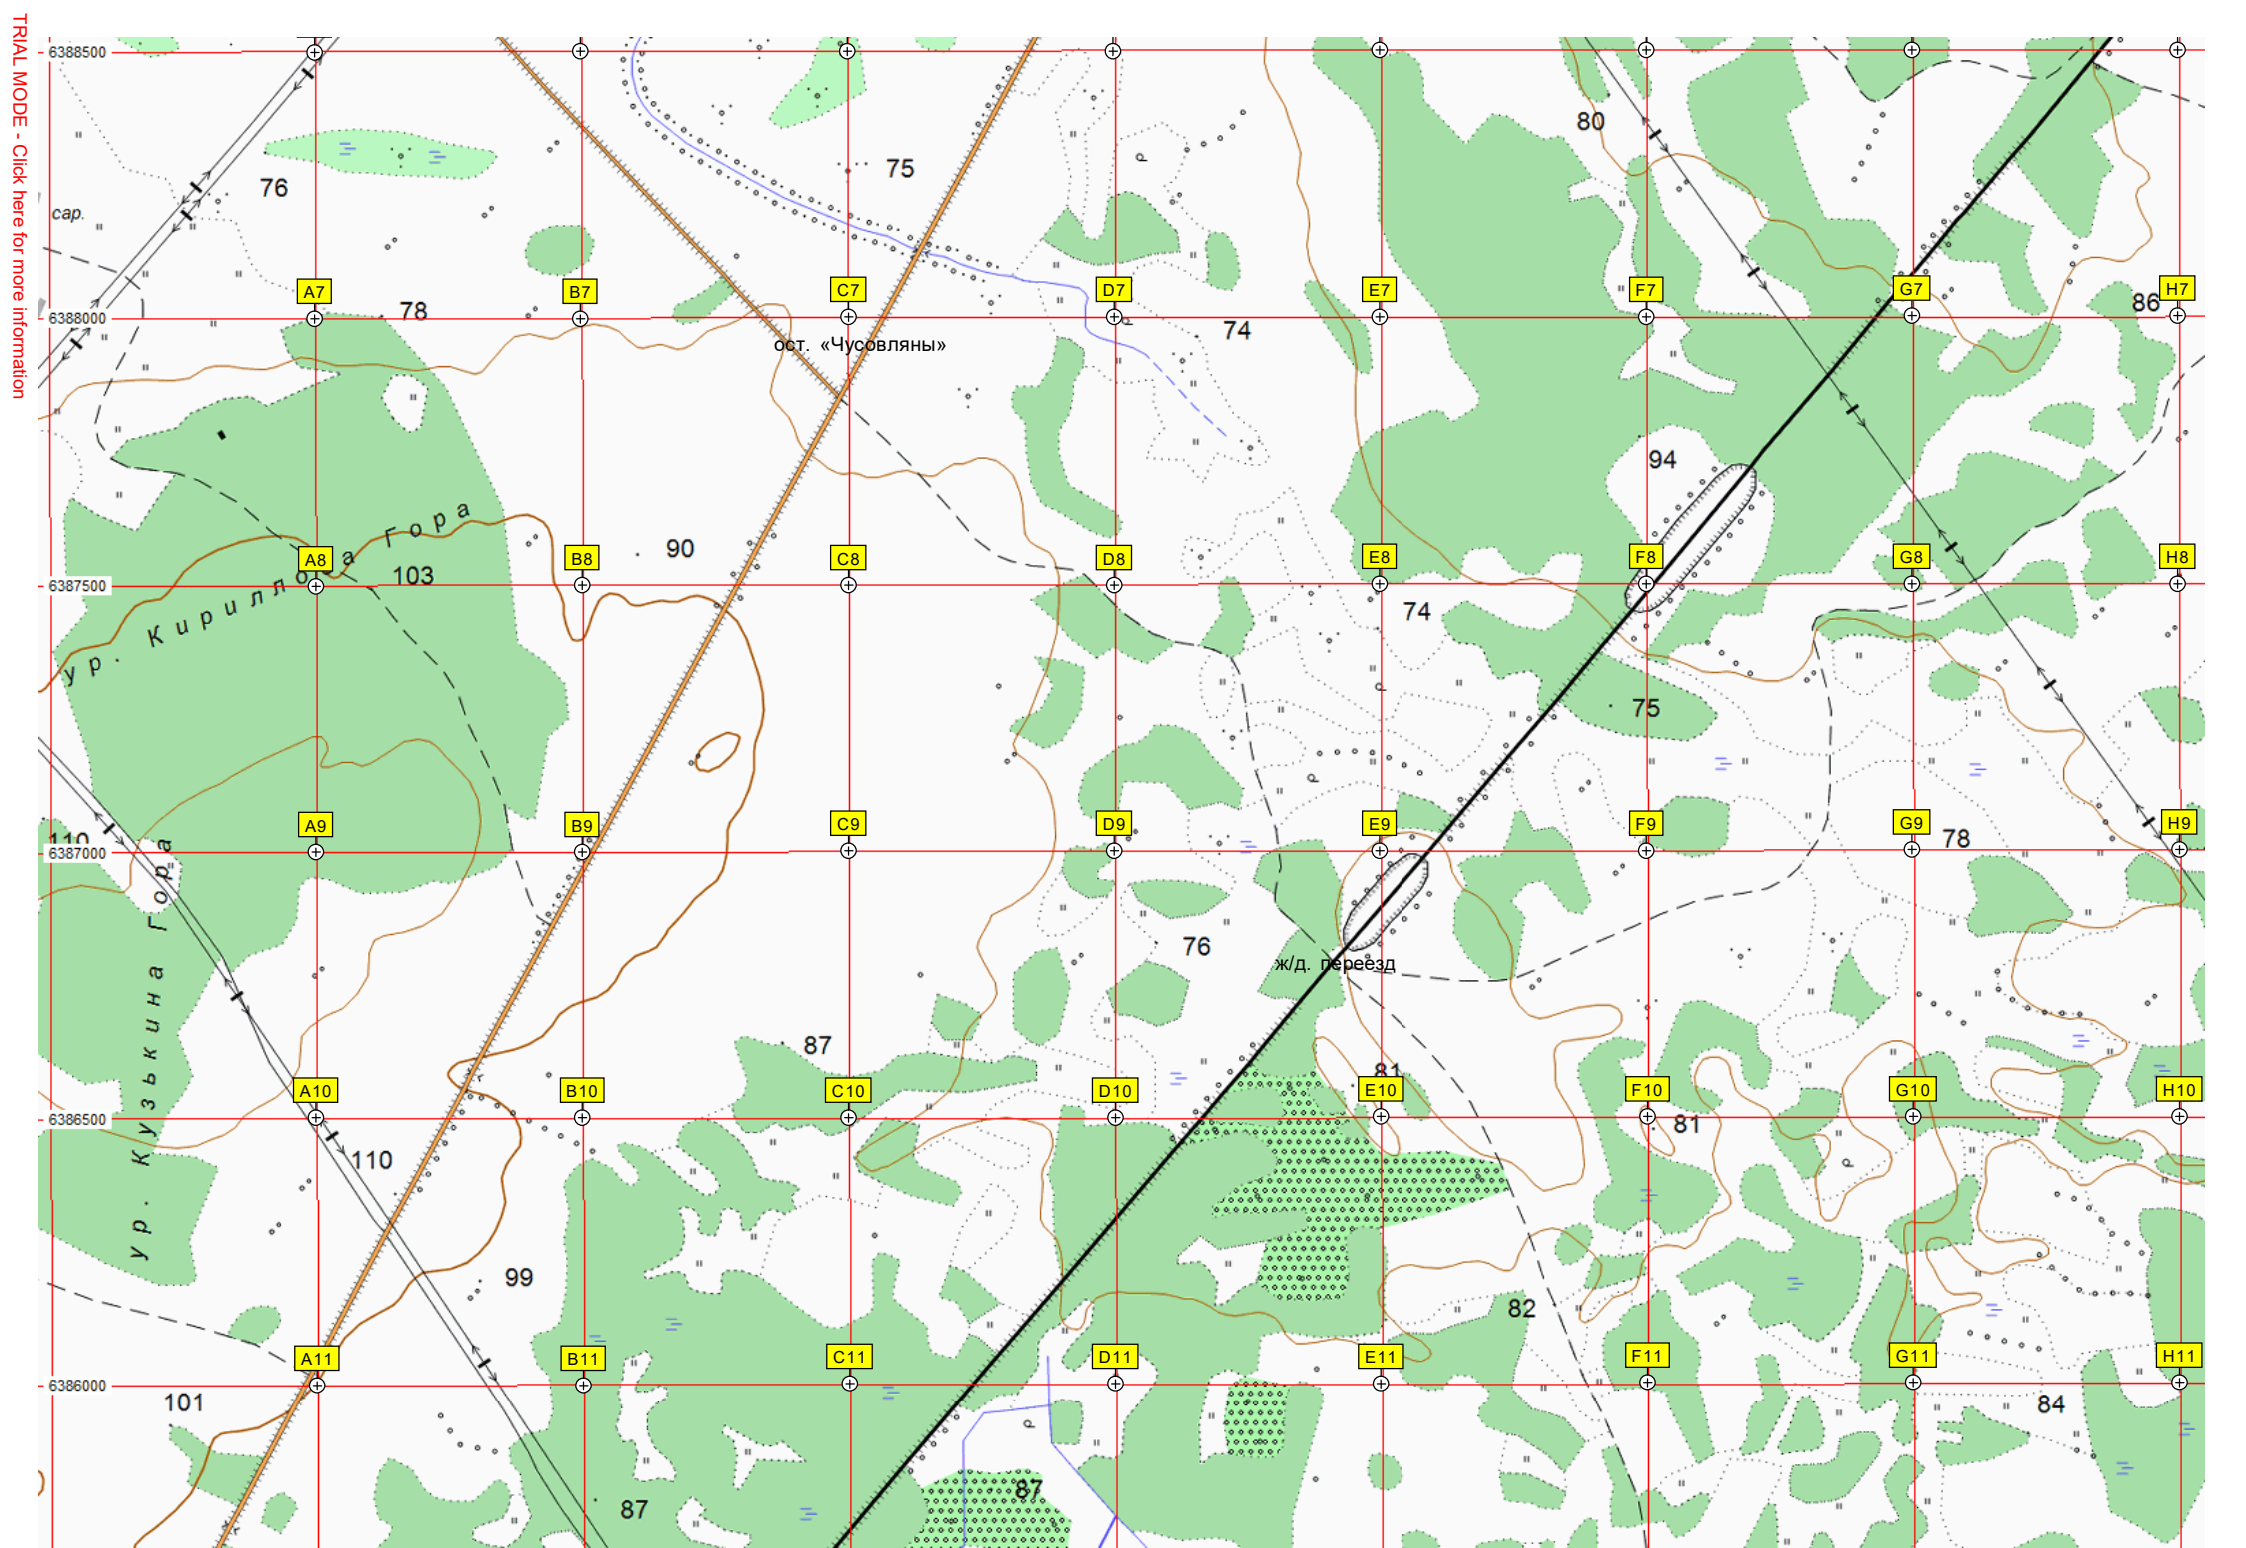 TRIAL MODE - Click here for more information
6388500
80
75
76
сар.
A7
B7
C7
D7
E7
F7
G7
H7
86
78
6388000
74
ост. «Чусовляны»
94
ур. Кириллова Гора
90
A8
B8
C8
D8
E8
F8
G8
H8
103
6387500
74
75
A9
B9
C9
D9
E9
F9
G9
H9
110
78
6387000
ур. Кузькина Гора
76
ж/д. переезд
87
81
A10
B10
C10
D10
E10
F10
G10
H10
6386500
81
110
99
82
A11
B11
C11
D11
E11
F11
G11
H11
6386000
101
84
87
87